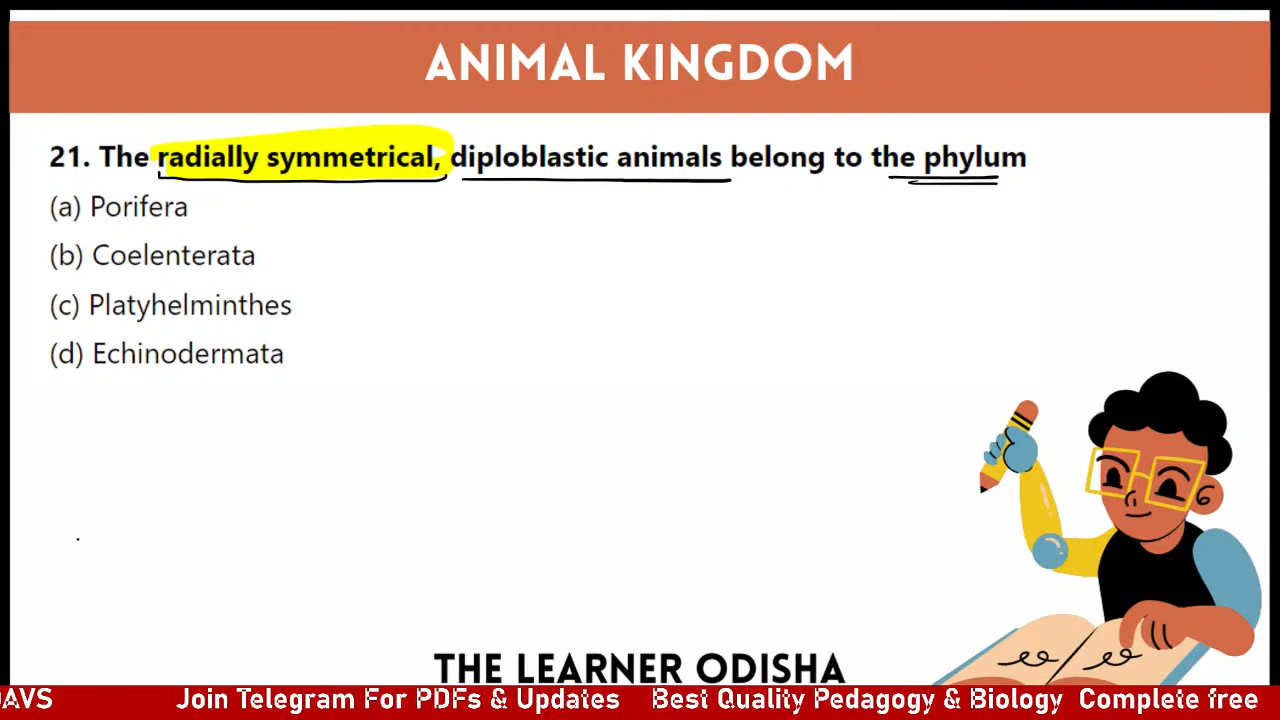 ANIMAL KINGDOM
21. The radially symmetrical, diploblastic animals belong to the phylum
(a) Porifera
(b) Coelenterata
(c) Platyhelminthes
(d) Echinodermata
THE LEARNER ODISHA
DAVS Join Telegram For PDFs & Updates Best Quality Pedagogy & Biology Complete free